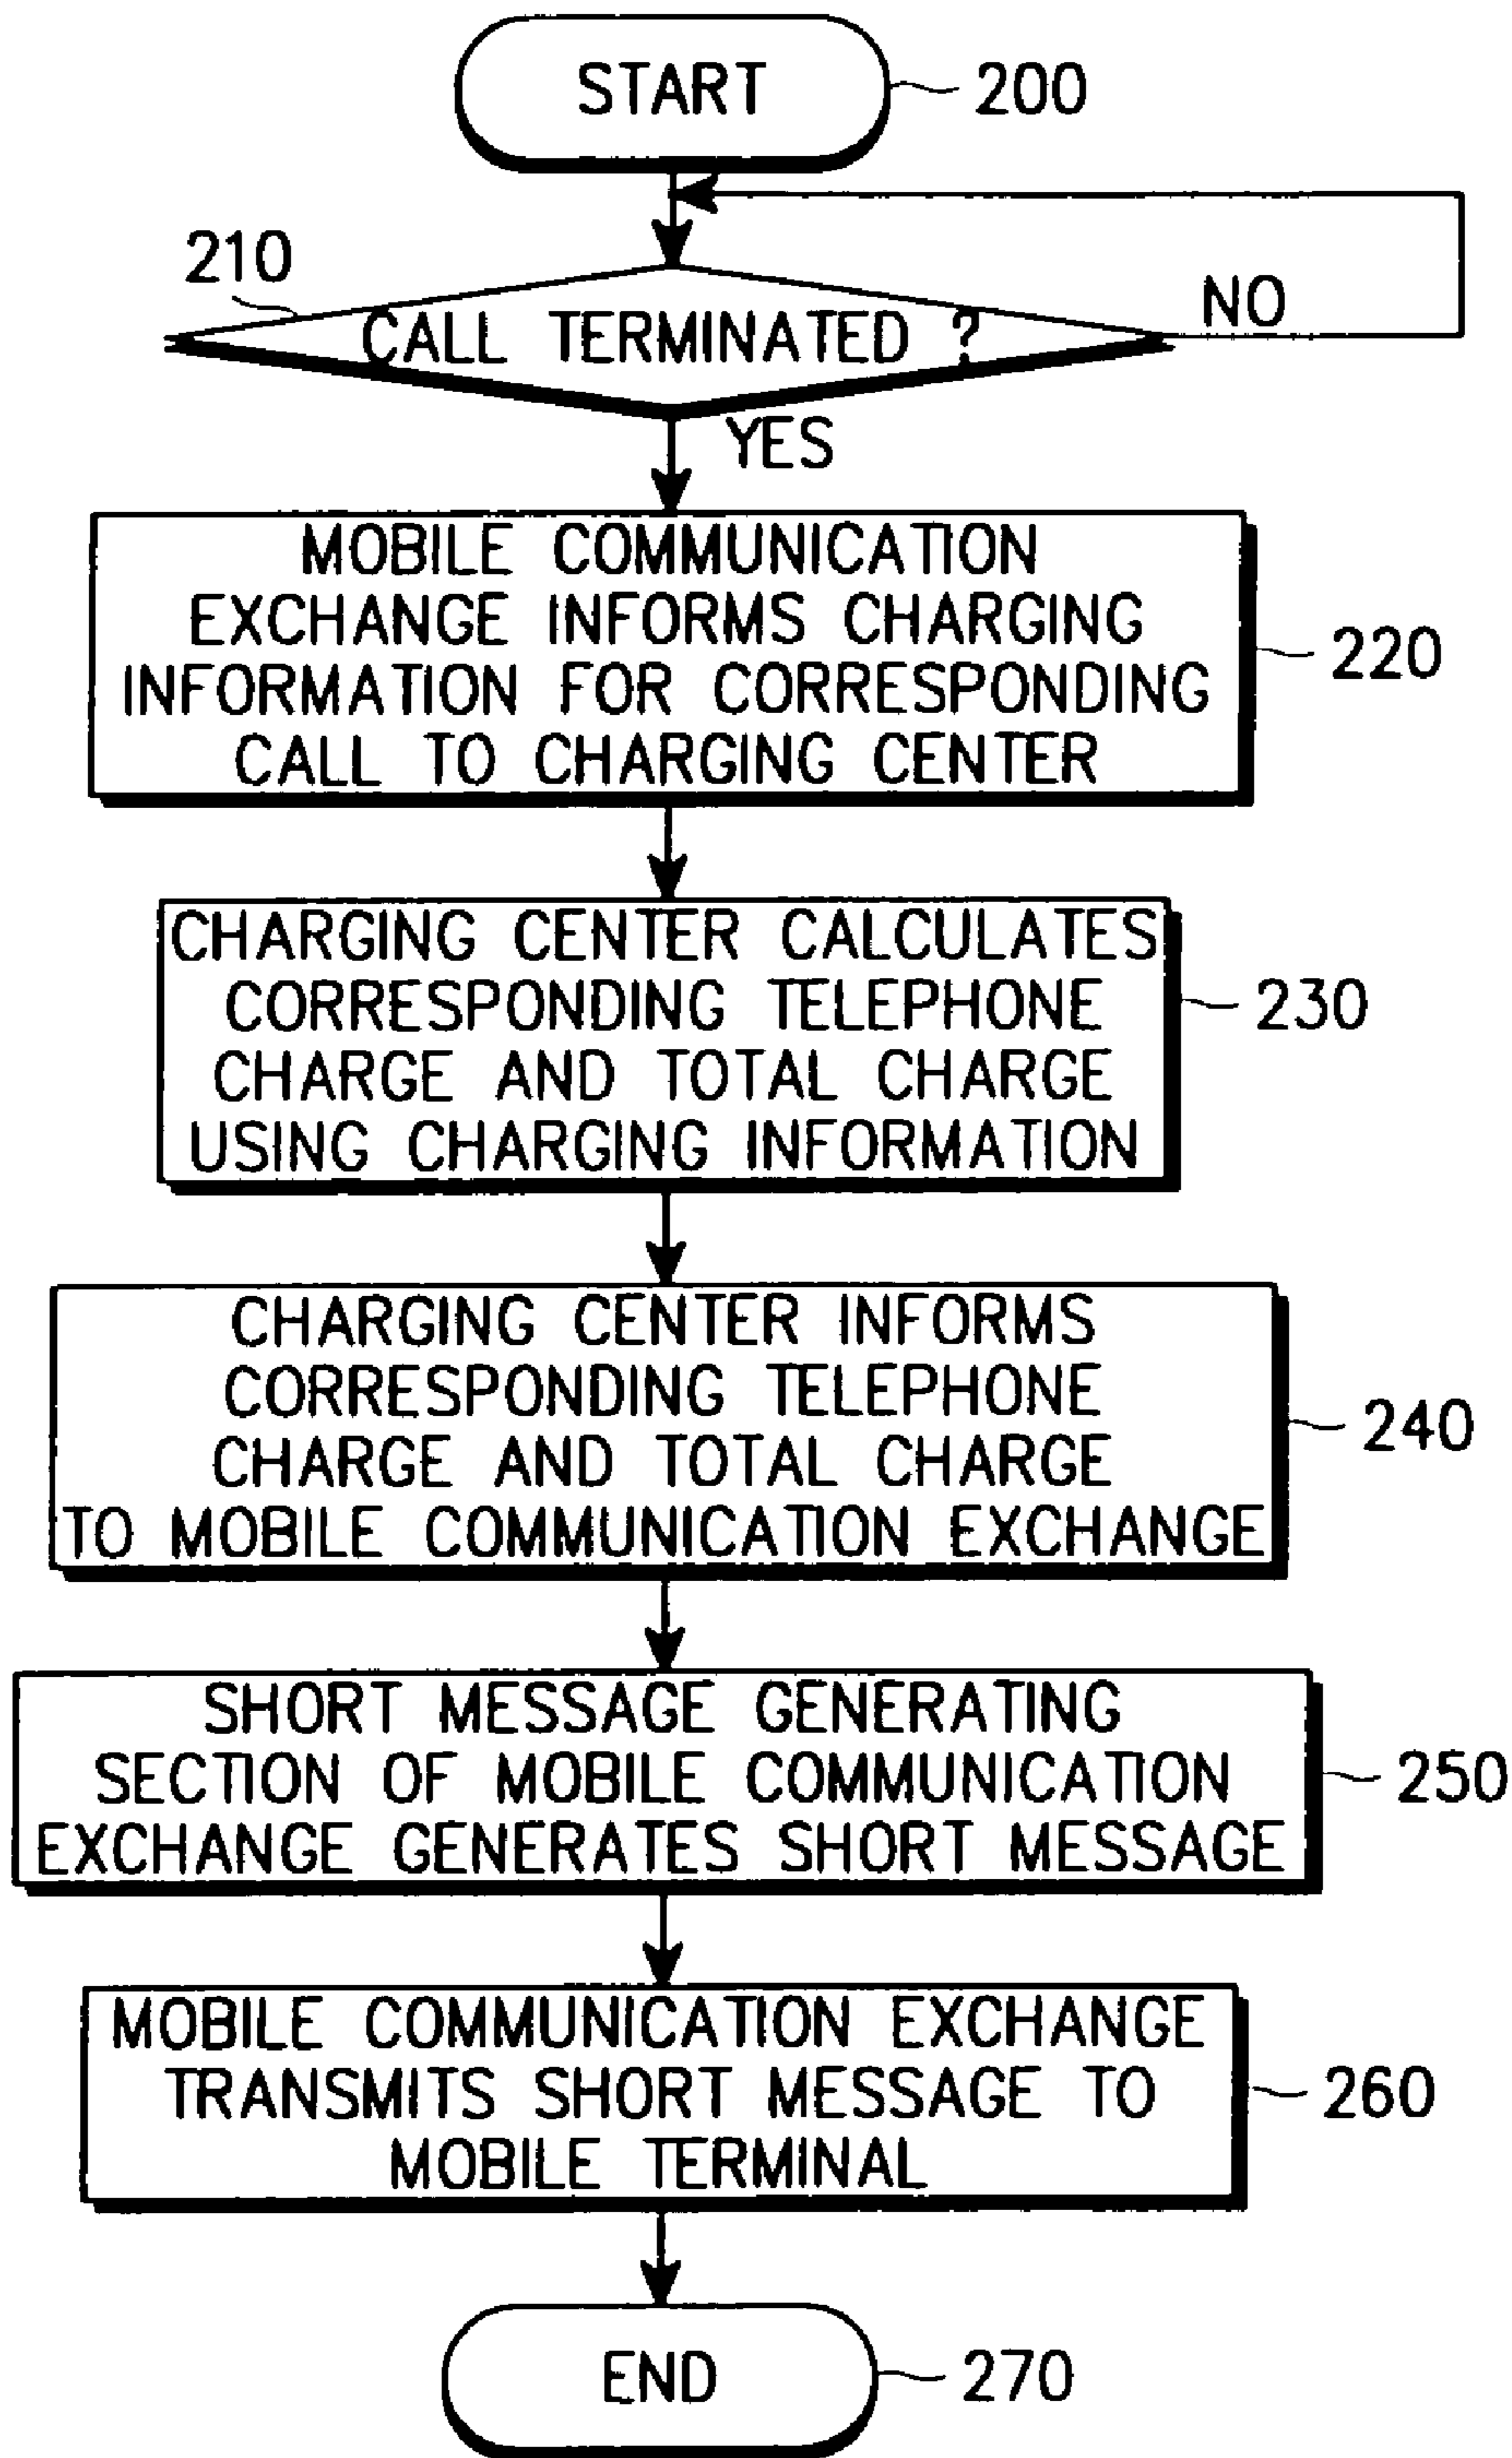 START
200
210
CALL TERMINATED ?
NO
YES
MOBILE COMMUNICATION
EXCHANGE INFORMS CHARGING
INFORMATION FOR CORRESPONDING
CALL TO CHARGING CENTER
220
CHARGING CENTER CALCULATES
CORRESPONDING TELEPHONE
CHARGE AND TOTAL CHARGE
USING CHARGING INFORMATION
230
CHARGING CENTER INFORMS
CORRESPONDING TELEPHONE
CHARGE AND TOTAL CHARGE
TO MOBILE COMMUNICATION EXCHANGE
240
SHORT MESSAGE GENERATING
SECTION OF MOBILE COMMUNICATION
EXCHANGE GENERATES SHORT MESSAGE
250
MOBILE COMMUNICATION EXCHANGE
TRANSMITS SHORT MESSAGE TO
MOBILE TERMINAL
260
END
270